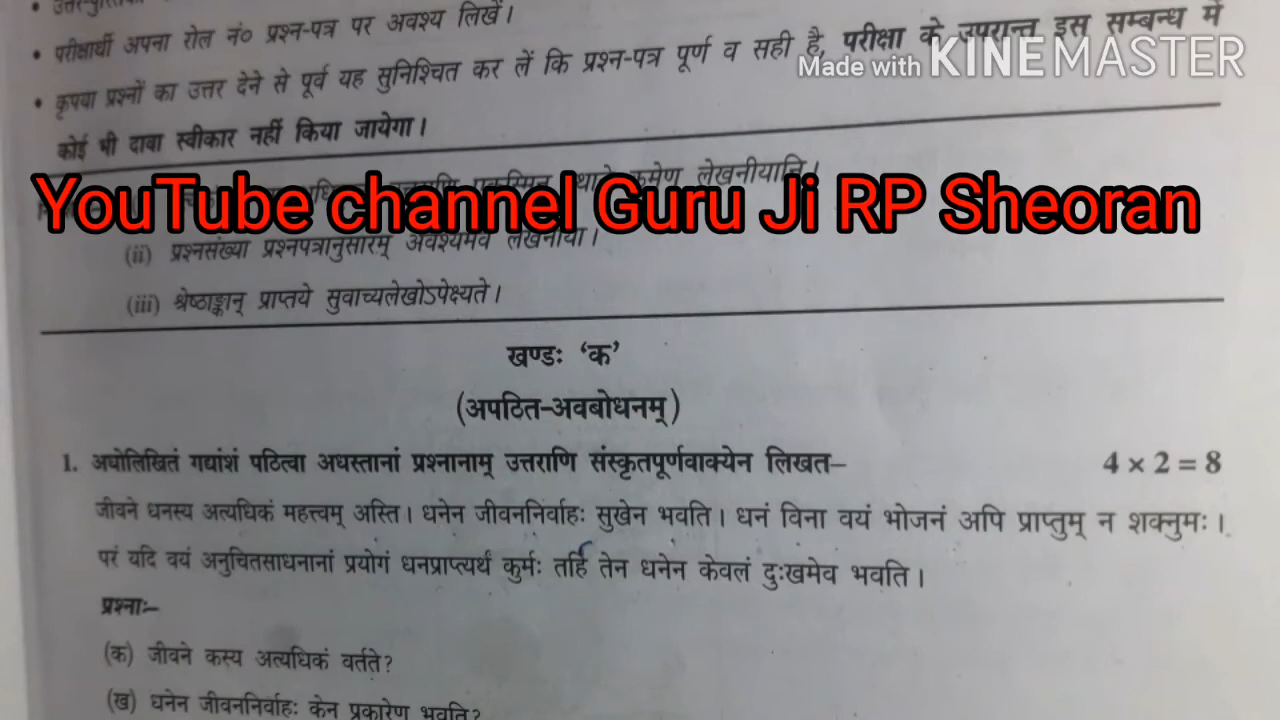 • परीक्षार्थी अपना रोल नं० प्रश्न-पत्र पर अवश्य लिखें।
• कृपया प्रश्नों का उत्तर देने से पूर्व यह सुनिश्चित कर लें कि प्रश्न-पत्र पूर्ण व सही है, परीक्षा के उपरान्त इस सम्बन्ध में
Made with KINEMASTER
कोई भी दावा स्वीकार नहीं किया जायेगा।
लेखनीयानि।
YouTube channel Guru Ji RP Sheoran
(ii) प्रश्नसंख्या प्रश्नपत्रानुसारम् अवश्यमेव लेखनीया।
(iii) श्रेष्ठाङ्कान् प्राप्तये सुवाच्यलेखोऽपेक्ष्यते।
खण्डः ‘क’
(अपठित-अवबोधनम्)
1. अधोलिखितं गद्यांशं पठित्वा अधस्तानां प्रश्नानाम् उत्तराणि संस्कृतपूर्णवाक्येन लिखत– 4 × 2 = 8
जीवने धनस्य अत्यधिकं महत्त्वम् अस्ति। धनेन जीवननिर्वाहः सुखेन भवति। धनं विना वयं भोजनं अपि प्राप्तुम् न शक्नुमः।
परं यदि वयं अनुचितसाधनानां प्रयोगं धनप्राप्त्यर्थं कुर्मः तर्हि तेन धनेन केवलं दुःखमेव भवति।
प्रश्नाः–
(क) जीवने कस्य अत्यधिकं वर्तते?
(ख) धनेन जीवननिर्वाहः केन प्रकारेण भवति?